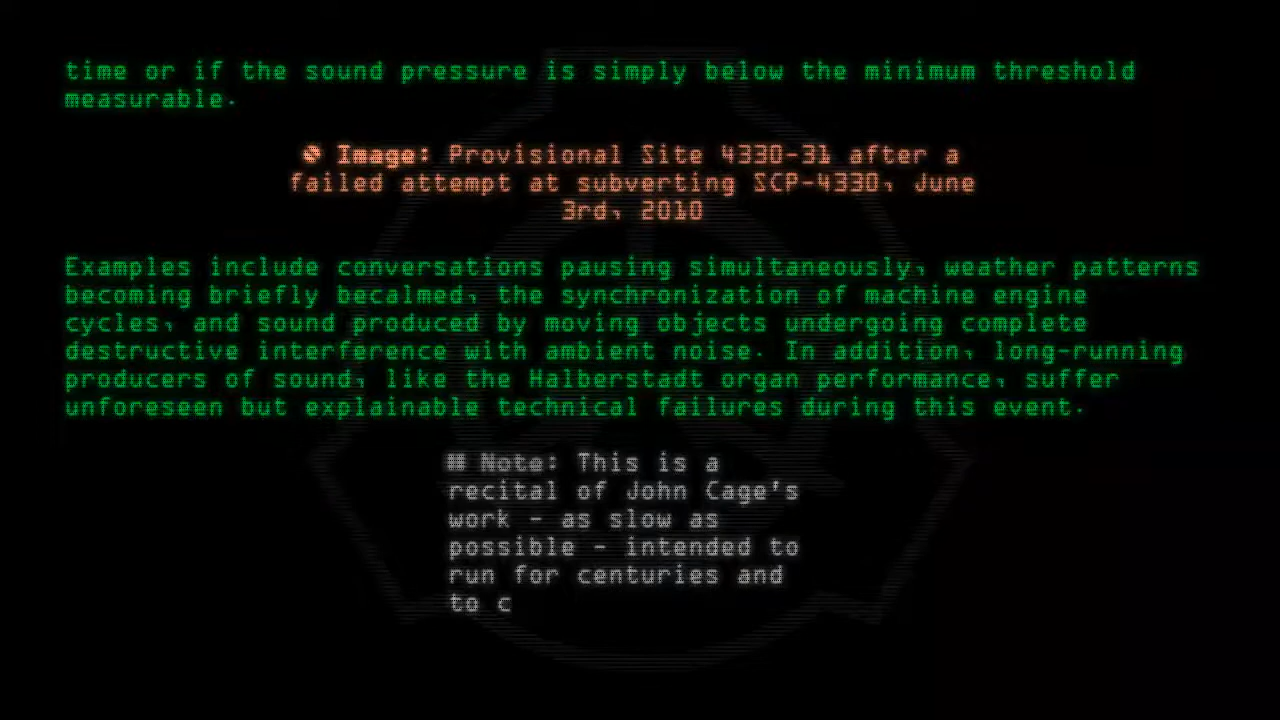 time or if the sound pressure is simply below the minimum threshold
measurable.
Image: Provisional Site 4330-31 after a
failed attempt at subverting SCP-4330, June
3rd, 2010
Examples include conversations pausing simultaneously, weather patterns
becoming briefly becalmed, the synchronization of machine engine
cycles, and sound produced by moving objects undergoing complete
destructive interference with ambient noise. In addition, long-running
producers of sound, like the Halberstadt organ performance, suffer
unforeseen but explainable technical failures during this event.
Note: This is a
recital of John Cage's
work - as slow as
possible - intended to
run for centuries and
to c